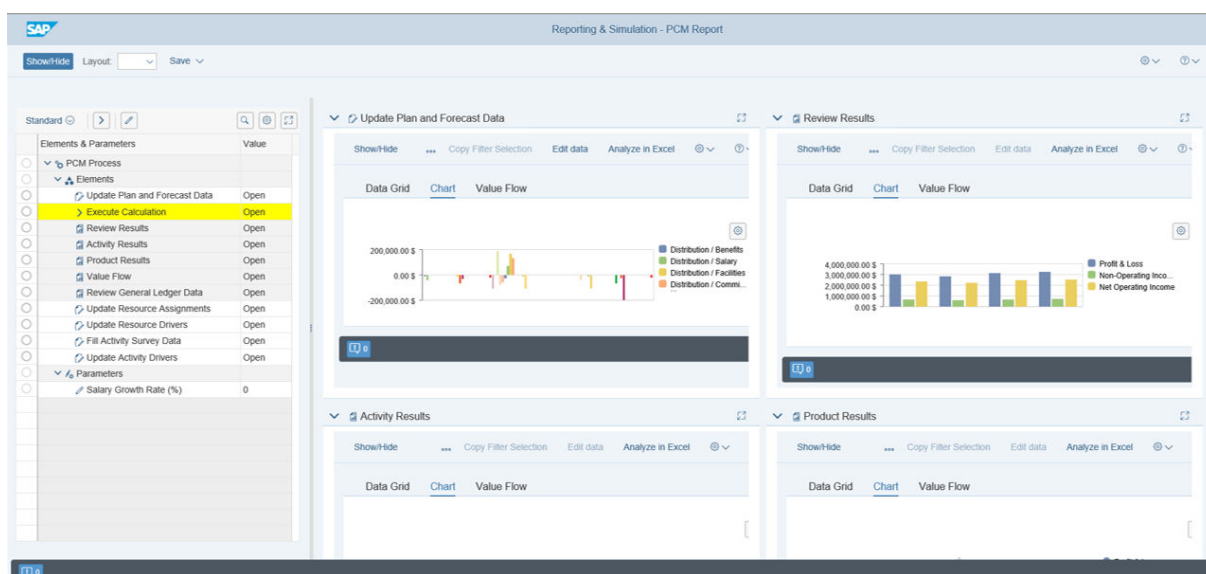 SAP
Reporting & Simulation - PCM Report
Show/Hide Layout: Save
Standard
Elements & Parameters Value
PCM Process
Elements
Update Plan and Forecast Data Open
Execute Calculation Open
Review Results Open
Activity Results Open
Product Results Open
Value Flow Open
Review General Ledger Data Open
Update Resource Assignments Open
Update Resource Drivers Open
Fill Activity Survey Data Open
Update Activity Drivers Open
Parameters
Salary Growth Rate (%) 0
Update Plan and Forecast Data
Show/Hide ... Copy Filter Selection Edit data Analyze in Excel
Data Grid Chart Value Flow
200,000.00 $
0.00 $
-200,000.00 $
Distribution / Benefits
Distribution / Salary
Distribution / Facilities
Distribution / Commi...
0
Review Results
Show/Hide ... Copy Filter Selection Edit data Analyze in Excel
Data Grid Chart Value Flow
4,000,000.00 $
3,000,000.00 $
2,000,000.00 $
1,000,000.00 $
0.00 $
Profit & Loss
Non-Operating Inco...
Net Operating Income
0
Activity Results
Show/Hide ... Copy Filter Selection Edit data Analyze in Excel
Data Grid Chart Value Flow
Product Results
Show/Hide ... Copy Filter Selection Edit data Analyze in Excel
Data Grid Chart Value Flow
0